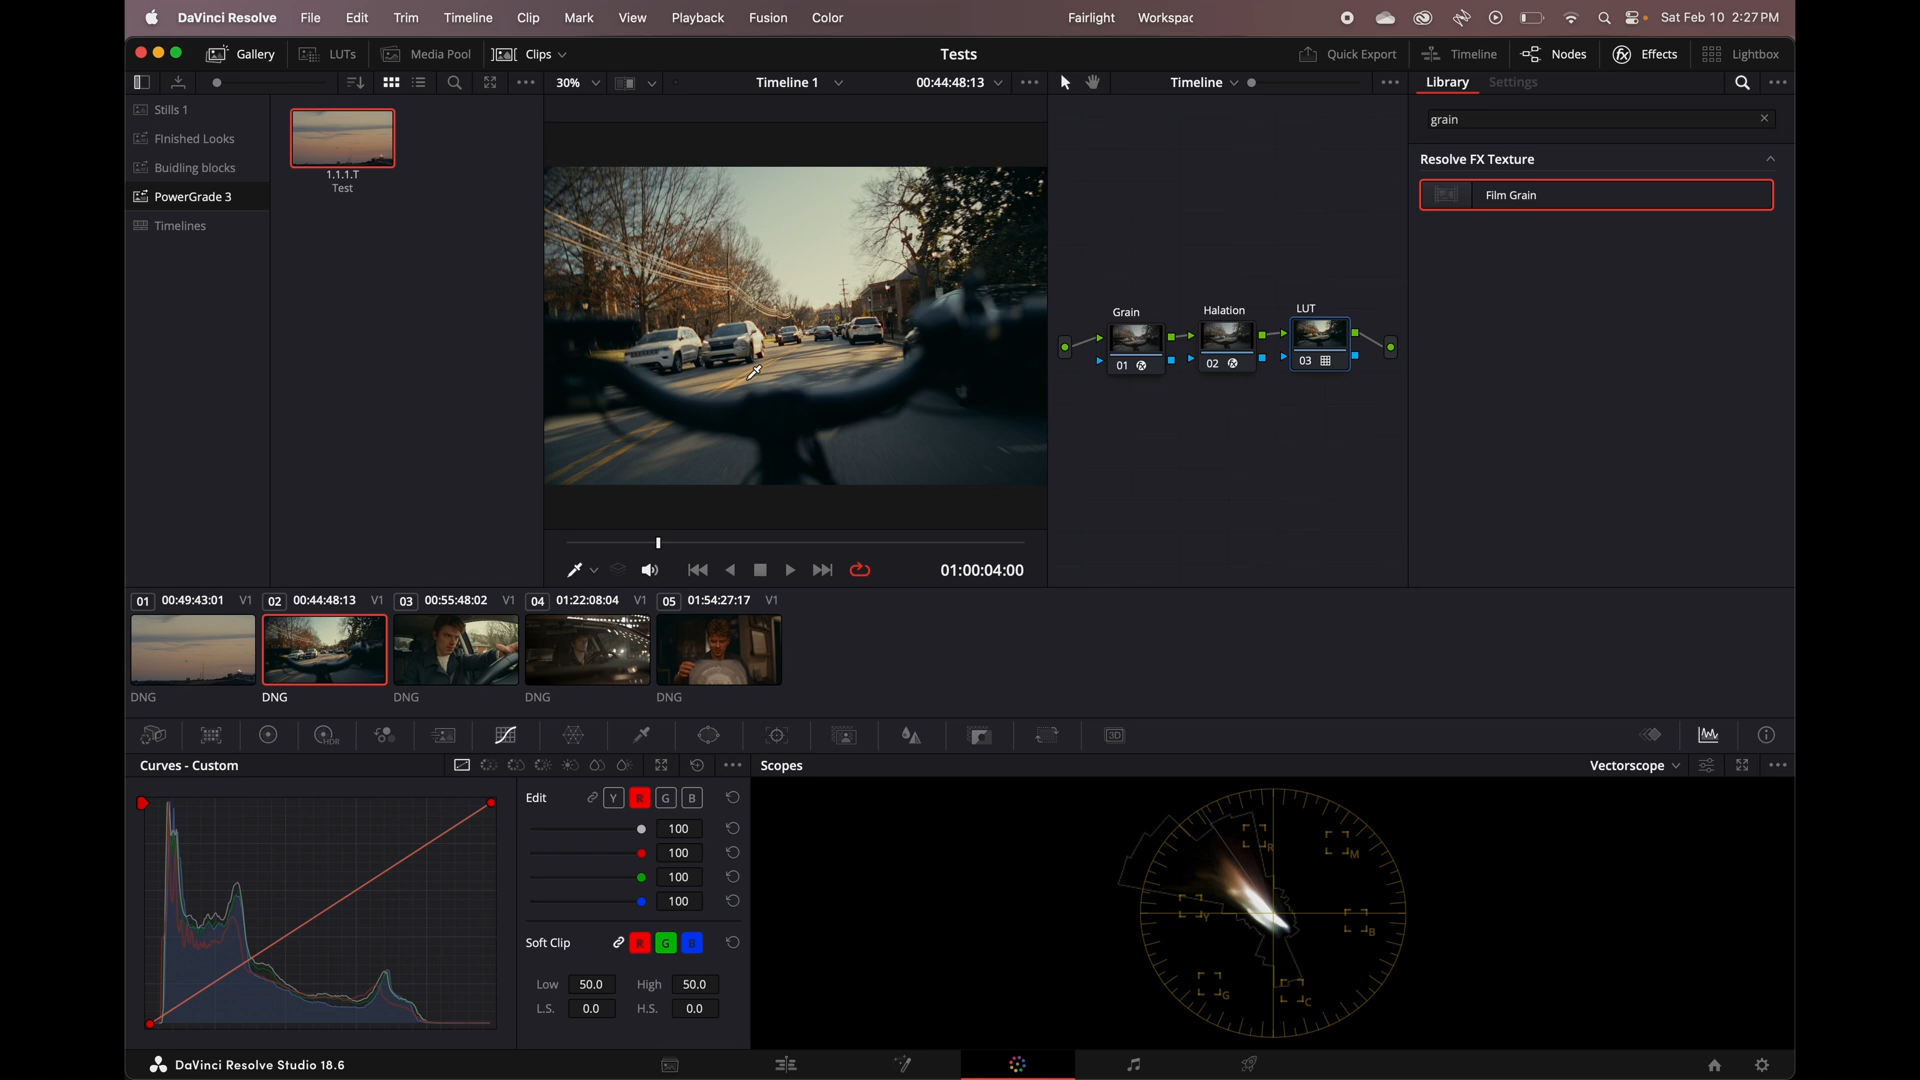 DaVinci Resolve File Edit Trim Timeline Clip Mark View Playback Fusion Color Fairlight Workspac Sat Feb 10 2:27 PM
Gallery LUTs Media Pool Clips Tests Quick Export Timeline Nodes Effects Lightbox
30% Timeline 1 00:44:48:13 Timeline Library Settings
Stills 1
FInished Looks
Buidling blocks
PowerGrade 3
Timelines
1.1.1.T
Test
grain
Resolve FX Texture
Film Grain
Grain Halation LUT
01 02 03
01:00:04:00
01 00:49:43:01 V1 02 00:44:48:13 V1 03 00:55:48:02 V1 04 01:22:08:04 V1 05 01:54:27:17 V1
DNG DNG DNG DNG DNG
HDR 3D
Curves - Custom Scopes Vectorscope
Edit Y R G B
100
100
100
100
Soft Clip R G B
Low 50.0 High 50.0
L.S. 0.0 H.S. 0.0
R M
Y B
G C
DaVinci Resolve Studio 18.6